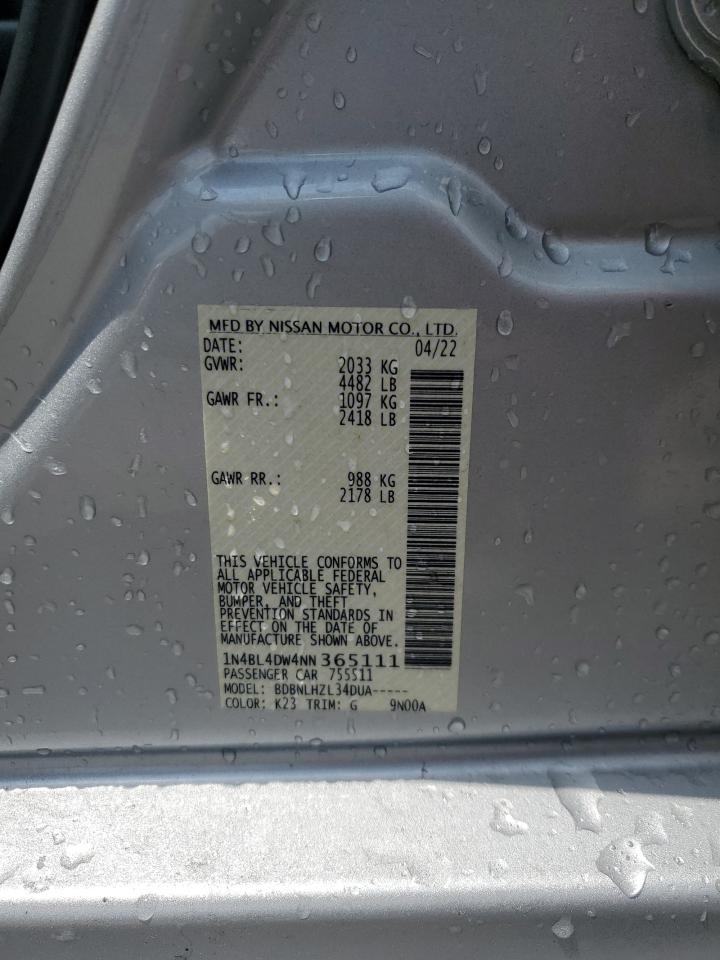 MFD BY NISSAN MOTOR CO., LTD.
DATE: 04/22
GVWR: 2033 KG
4482 LB
GAWR FR.: 1097 KG
2418 LB
GAWR RR.: 988 KG
2178 LB
THIS VEHICLE CONFORMS TO
ALL APPLICABLE FEDERAL
MOTOR VEHICLE SAFETY,
BUMPER, AND THEFT
PREVENTION STANDARDS IN
EFFECT ON THE DATE OF
MANUFACTURE SHOWN ABOVE.
1N4BL4DW4NN365111
PASSENGER CAR 755511
MODEL: BDBNLHZL34DUA-----
COLOR: K23 TRIM: G 9N00A